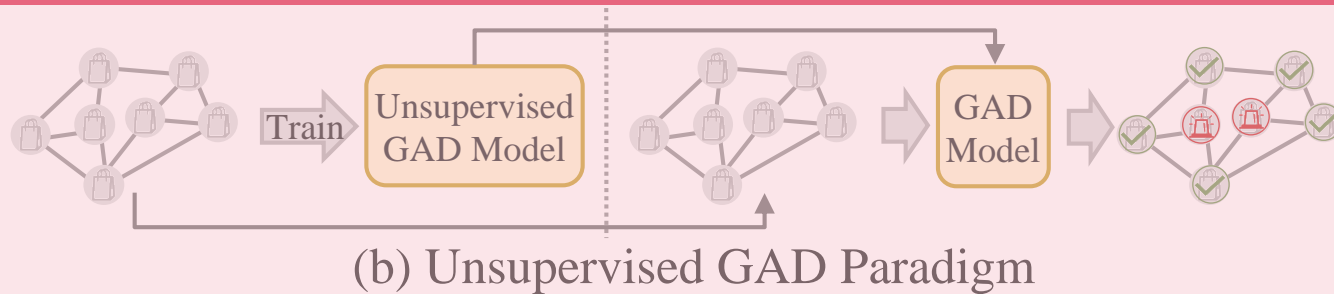 Train
Unsupervised
GAD Model
GAD
Model
(b) Unsupervised GAD Paradigm